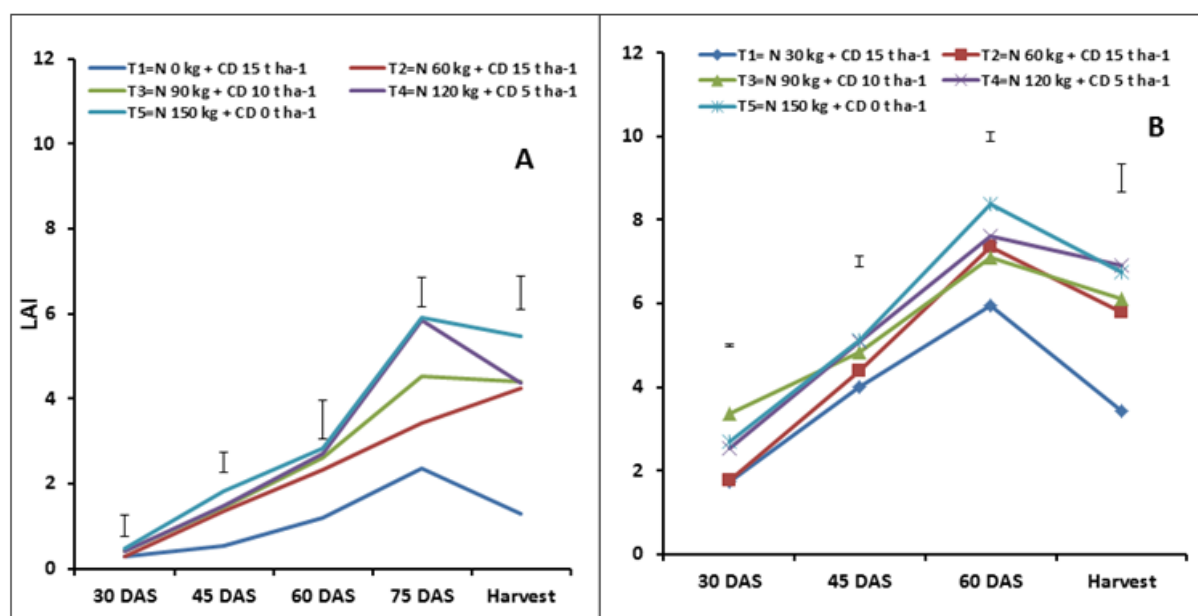 12
T1=N 0 kg + CD 15 t ha-1
T2=N 60 kg + CD 15 t ha-1
T3=N 90 kg + CD 10 t ha-1
T4=N 120 kg + CD 5 t ha-1
T5=N 150 kg + CD 0 t ha-1
10
A
8
6
LAI
4
2
0
30 DAS 45 DAS 60 DAS 75 DAS Harvest
12
T1= N 30 kg + CD 15 t ha-1
T2=N 60 kg + CD 15 t ha-1
T3=N 90 kg + CD 10 t ha-1
T4=N 120 kg + CD 5 t ha-1
T5=N 150 kg + CD 0 t ha-1
10
B
8
6
4
2
0
30 DAS 45 DAS 60 DAS Harvest